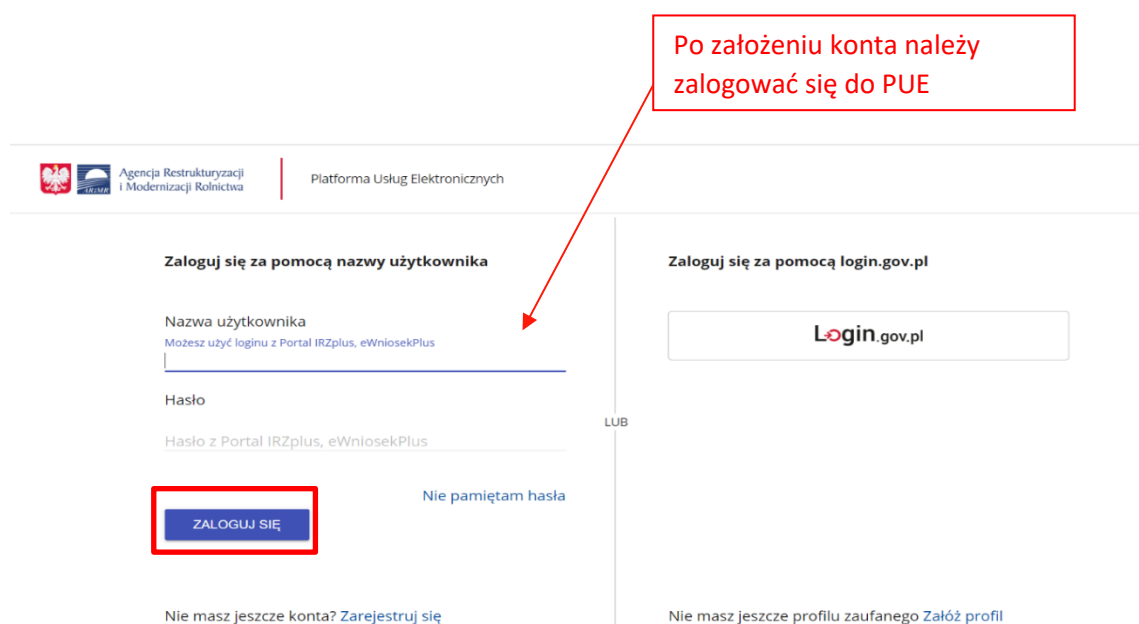 Po założeniu konta należy
zalogować się do PUE
ARiMR
Agencja Restrukturyzacji
i Modernizacji Rolnictwa
Platforma Usług Elektronicznych
Zaloguj się za pomocą nazwy użytkownika
Nazwa użytkownika
Możesz użyć loginu z Portal IRZplus, eWniosekPlus
Hasło
Hasło z Portal IRZplus, eWniosekPlus
Nie pamiętam hasła
ZALOGUJ SIĘ
Nie masz jeszcze konta? Zarejestruj się
LUB
Zaloguj się za pomocą login.gov.pl
Login.gov.pl
Nie masz jeszcze profilu zaufanego Załóż profil